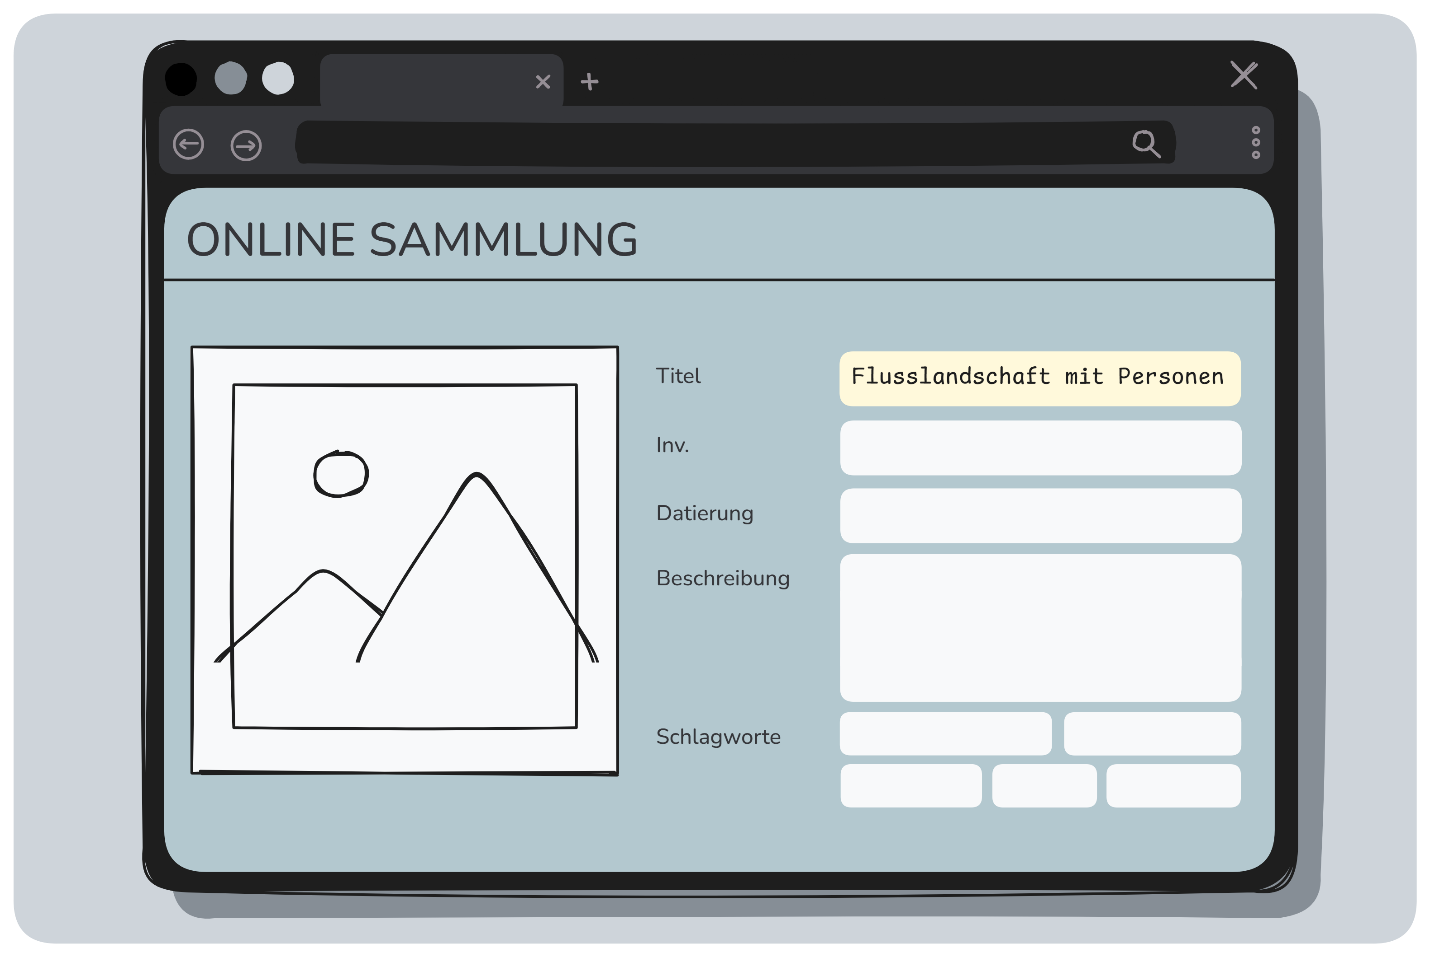 ONLINE SAMMLUNG
Titel
Flusslandschaft mit Personen
Inv.
Datierung
Beschreibung
Schlagworte